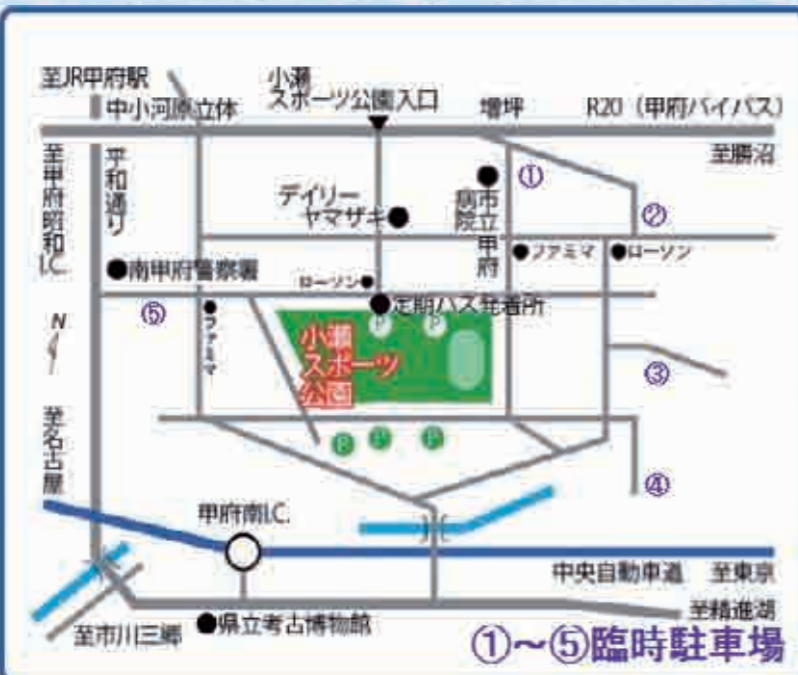 至JR甲府駅
小瀬
スポーツ公園入口
中小河原立体
増坪
R20（甲府バイパス）
至勝沼
至甲府昭和I.C.
平和通り
デイリー
ヤマザキ
市立甲府
病院
①
②
南甲府警察署
ローソン
ファミマ
ローソン
定期バス発着所
⑤
ファミマ
N
P
P
小瀬
スポーツ
公園
③
至名古屋
P
P
P
④
甲府南I.C.
中央自動車道
至東京
至精進湖
至市川三郷
県立考古博物館
①～⑤臨時駐車場